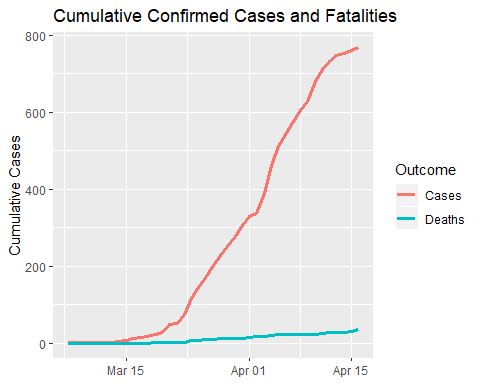 Cumulative Confirmed Cases and Fatalities
Cumulative Cases
800
600
400
200
0
Mar 15
Apr 01
Apr 15
Outcome
Cases
Deaths